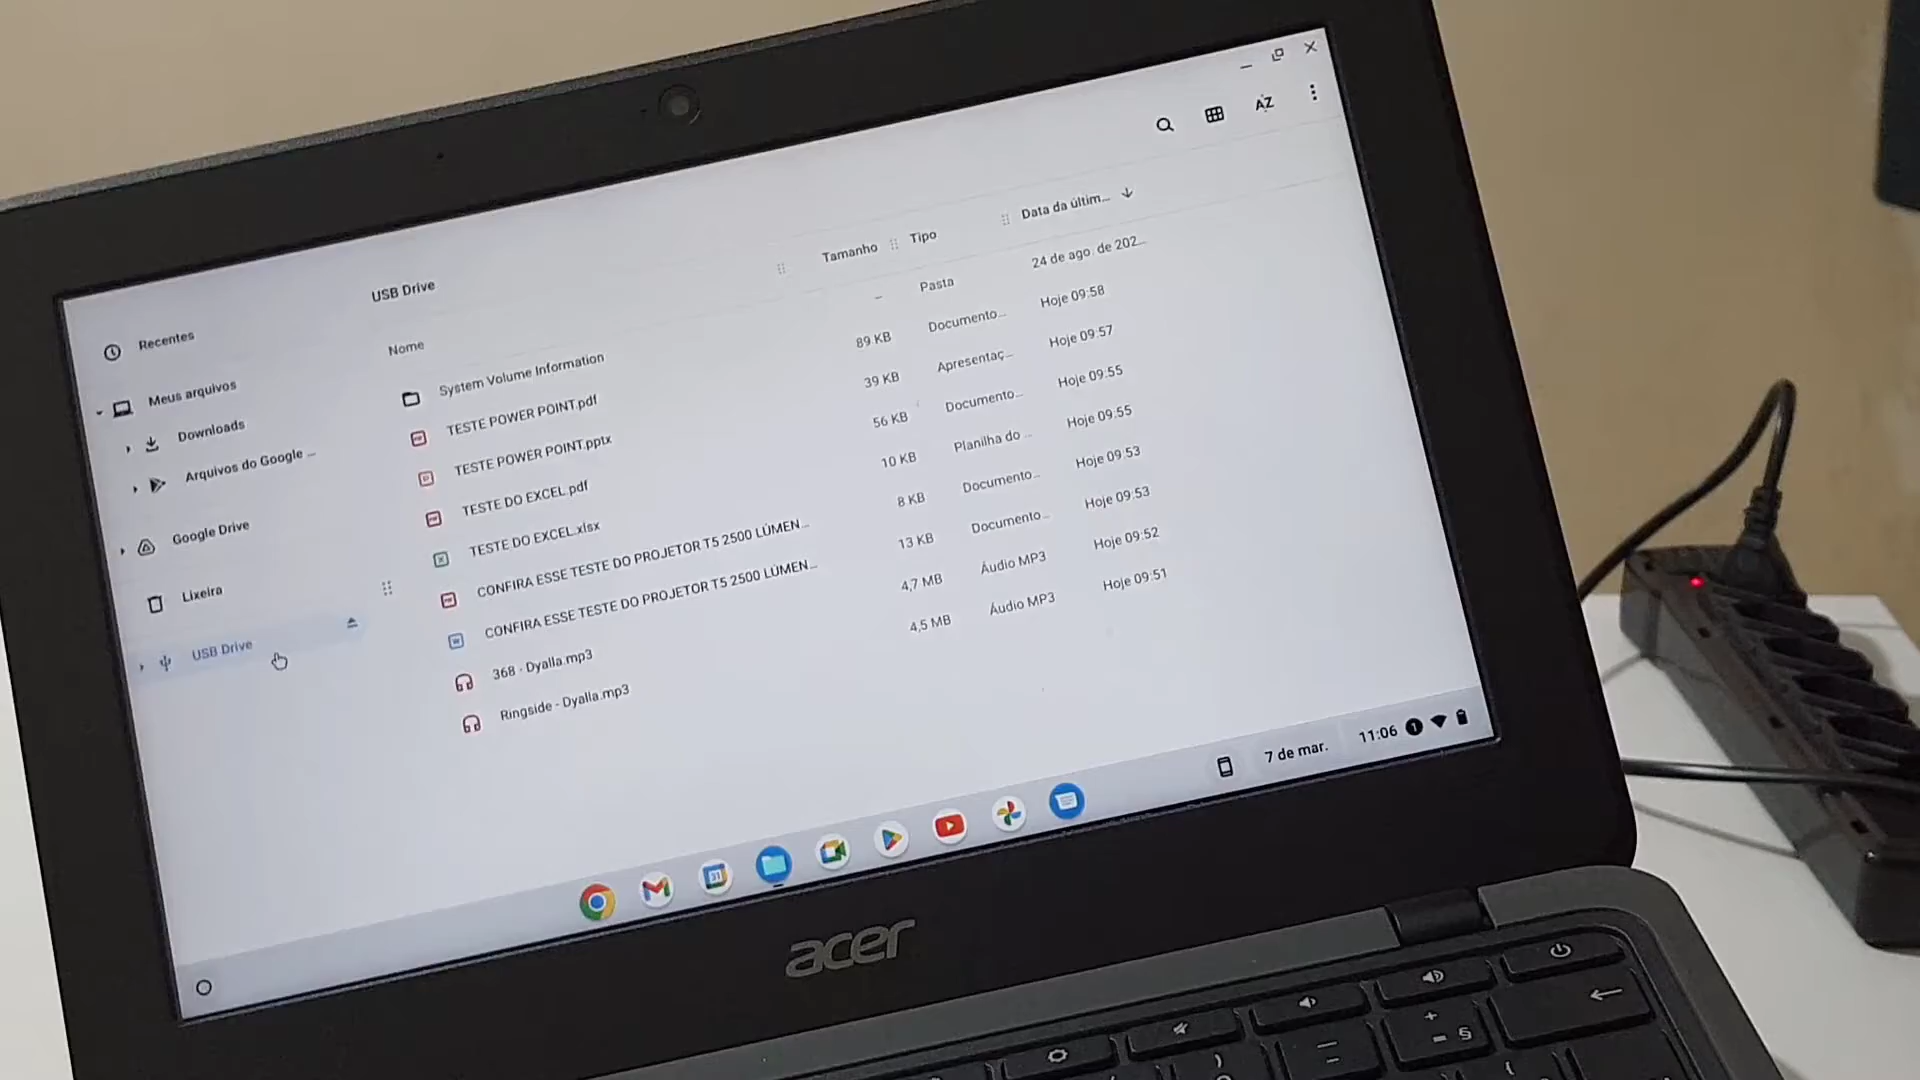 USB Drive
Recentes
Meus arquivos
Downloads
Arquivos do Google ...
Google Drive
Lixeira
USB Drive
Nome Tamanho Tipo Data da últim...
System Volume Information -- Pasta 24 de ago. de 202...
TESTE POWER POINT.pdf 89 KB Documento... Hoje 09:58
TESTE POWER POINT.pptx 39 KB Apresentaç... Hoje 09:57
TESTE DO EXCEL.pdf 56 KB Documento... Hoje 09:55
TESTE DO EXCEL.xlsx 10 KB Planilha do ... Hoje 09:55
CONFIRA ESSE TESTE DO PROJETOR T5 2500 LÚMEN... 8 KB Documento... Hoje 09:53
CONFIRA ESSE TESTE DO PROJETOR T5 2500 LÚMEN... 13 KB Documento... Hoje 09:53
368 - Dyalla.mp3 4,7 MB Áudio MP3 Hoje 09:52
Ringside - Dyalla.mp3 4,5 MB Áudio MP3 Hoje 09:51
AZ
31
7 de mar. 11:06 1
acer
+ = §